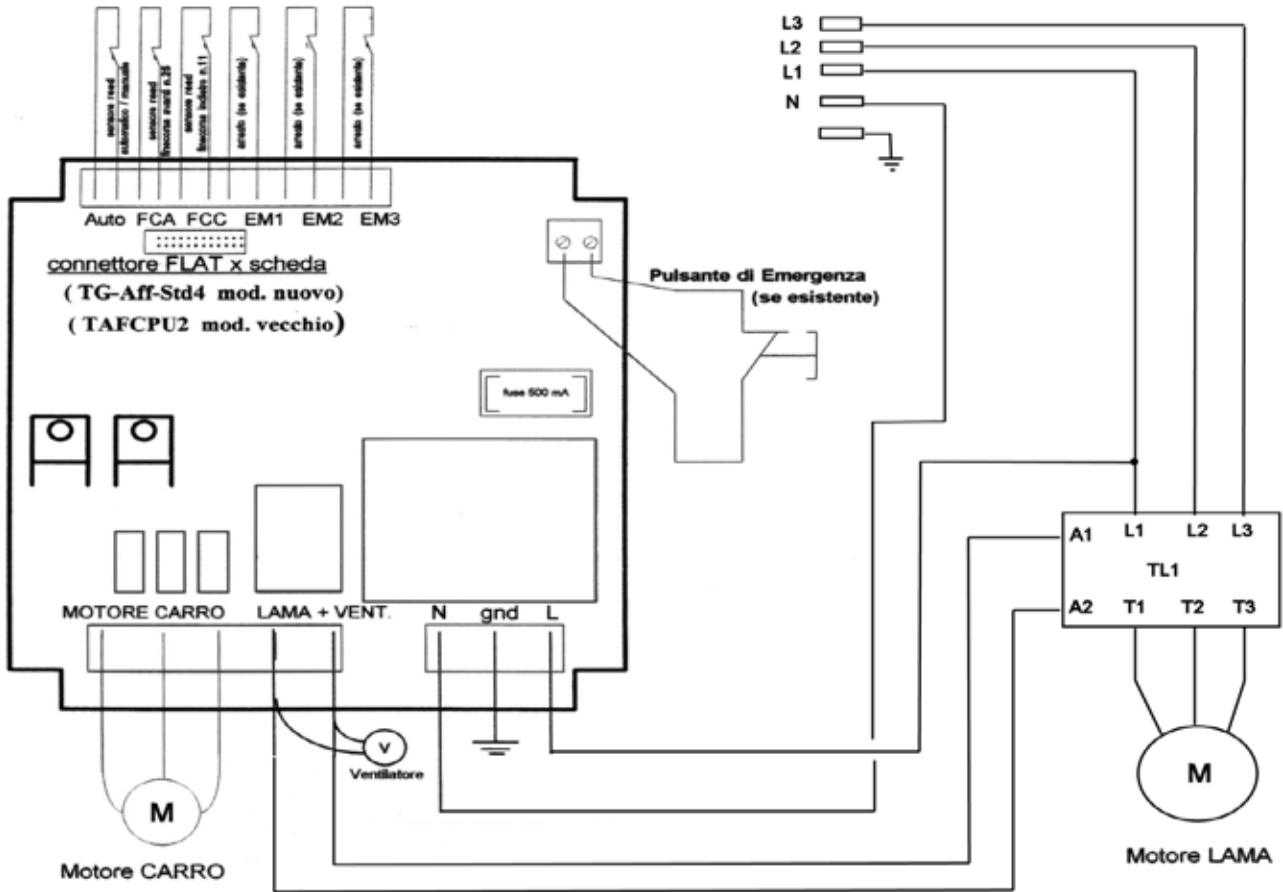 sensore reed
automatico / manuale
sensore reed
finecorsa avanti n.25
sensore reed
finecorsa indietro n.11
arresto (se esistente)
arresto (se esistente)
arresto (se esistente)
Auto FCA FCC EM1 EM2 EM3
connettore FLAT x scheda
( TG-Aff-Std4 mod. nuovo)
( TAFCPU2 mod. vecchio)
L3
L2
L1
N
Pulsante di Emergenza
(se esistente)
fuse 500 mA
A1 L1 L2 L3
TL1
A2 T1 T2 T3
MOTORE CARRO LAMA + VENT. N gnd L
V
Ventilatore
M
Motore CARRO
M
Motore LAMA